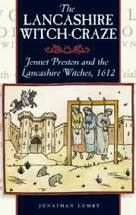 The
LANCASHIRE
WITCH-CRAZE
Jennet Preston and the
Lancashire Witches, 1612
JONATHAN LUMBY